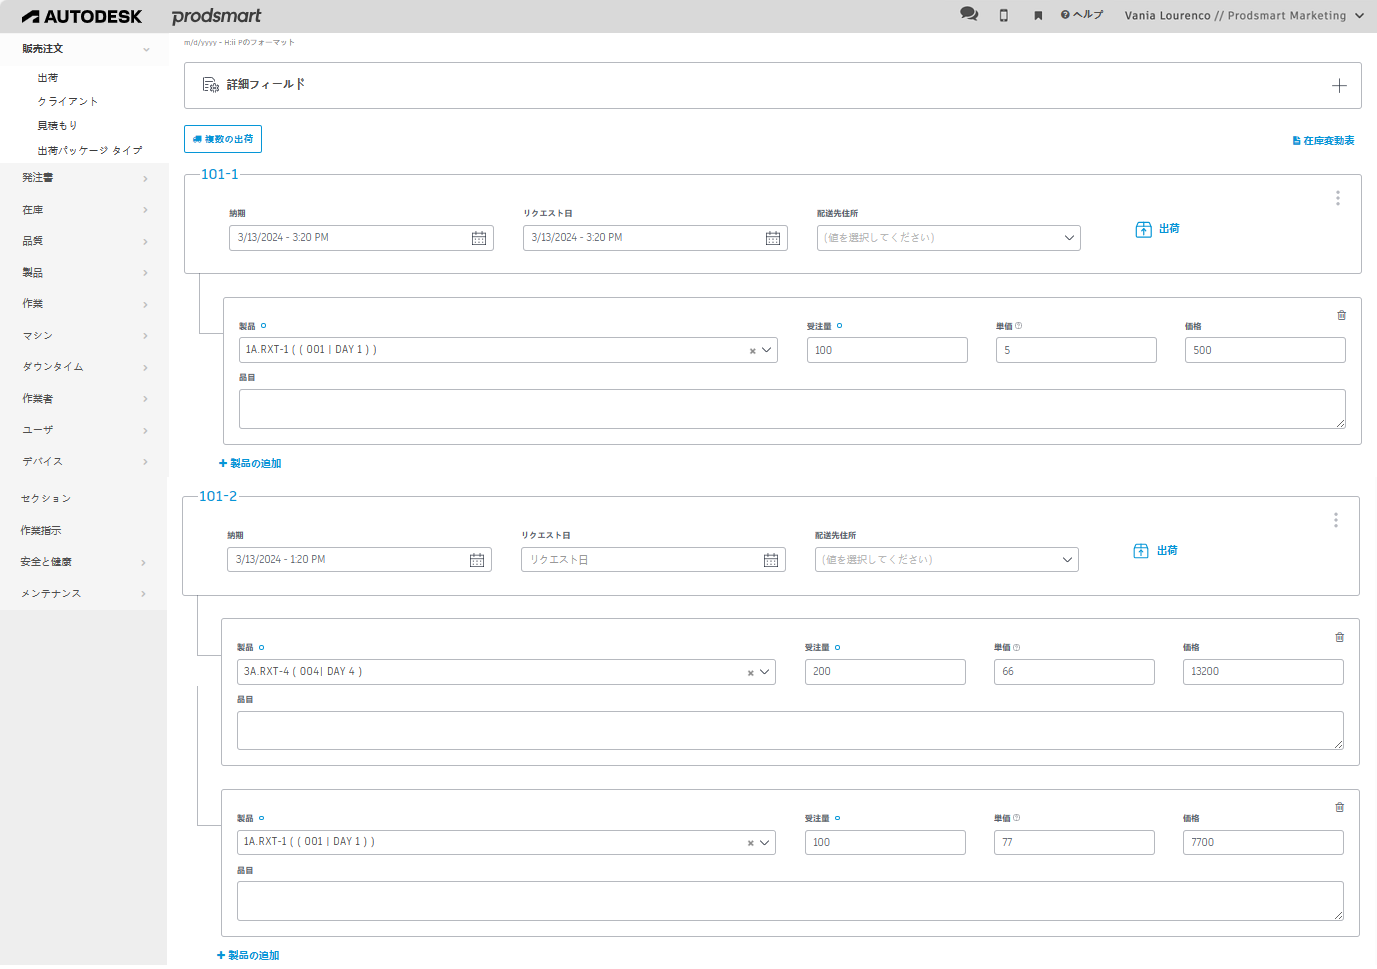 AUTODESK prodsmart ヘルプ Vania Lourenco // Prodsmart Marketing
販売注文
出荷
クライアント
見積もり
出荷パッケージ タイプ
発注書
在庫
品質
製品
作業
マシン
ダウンタイム
作業者
ユーザ
デバイス
セクション
作業指示
安全と健康
メンテナンス
m/d/yyyy - H:ii Pのフォーマット
詳細フィールド
複数の出荷 在庫変動表
101-1
納期 リクエスト日 配送先住所
3/13/2024 - 3:20 PM 3/13/2024 - 3:20 PM (値を選択してください) 出荷
製品 受注量 単価 価格
1A.RXT-1 ( ( 001 | DAY 1 ) ) 100 5 500
品目
製品の追加
101-2
納期 リクエスト日 配送先住所
3/13/2024 - 1:20 PM リクエスト日 (値を選択してください) 出荷
製品 受注量 単価 価格
3A.RXT-4 ( 004| DAY 4 ) 200 66 13200
品目
製品 受注量 単価 価格
1A.RXT-1 ( ( 001 | DAY 1 ) ) 100 77 7700
品目
製品の追加